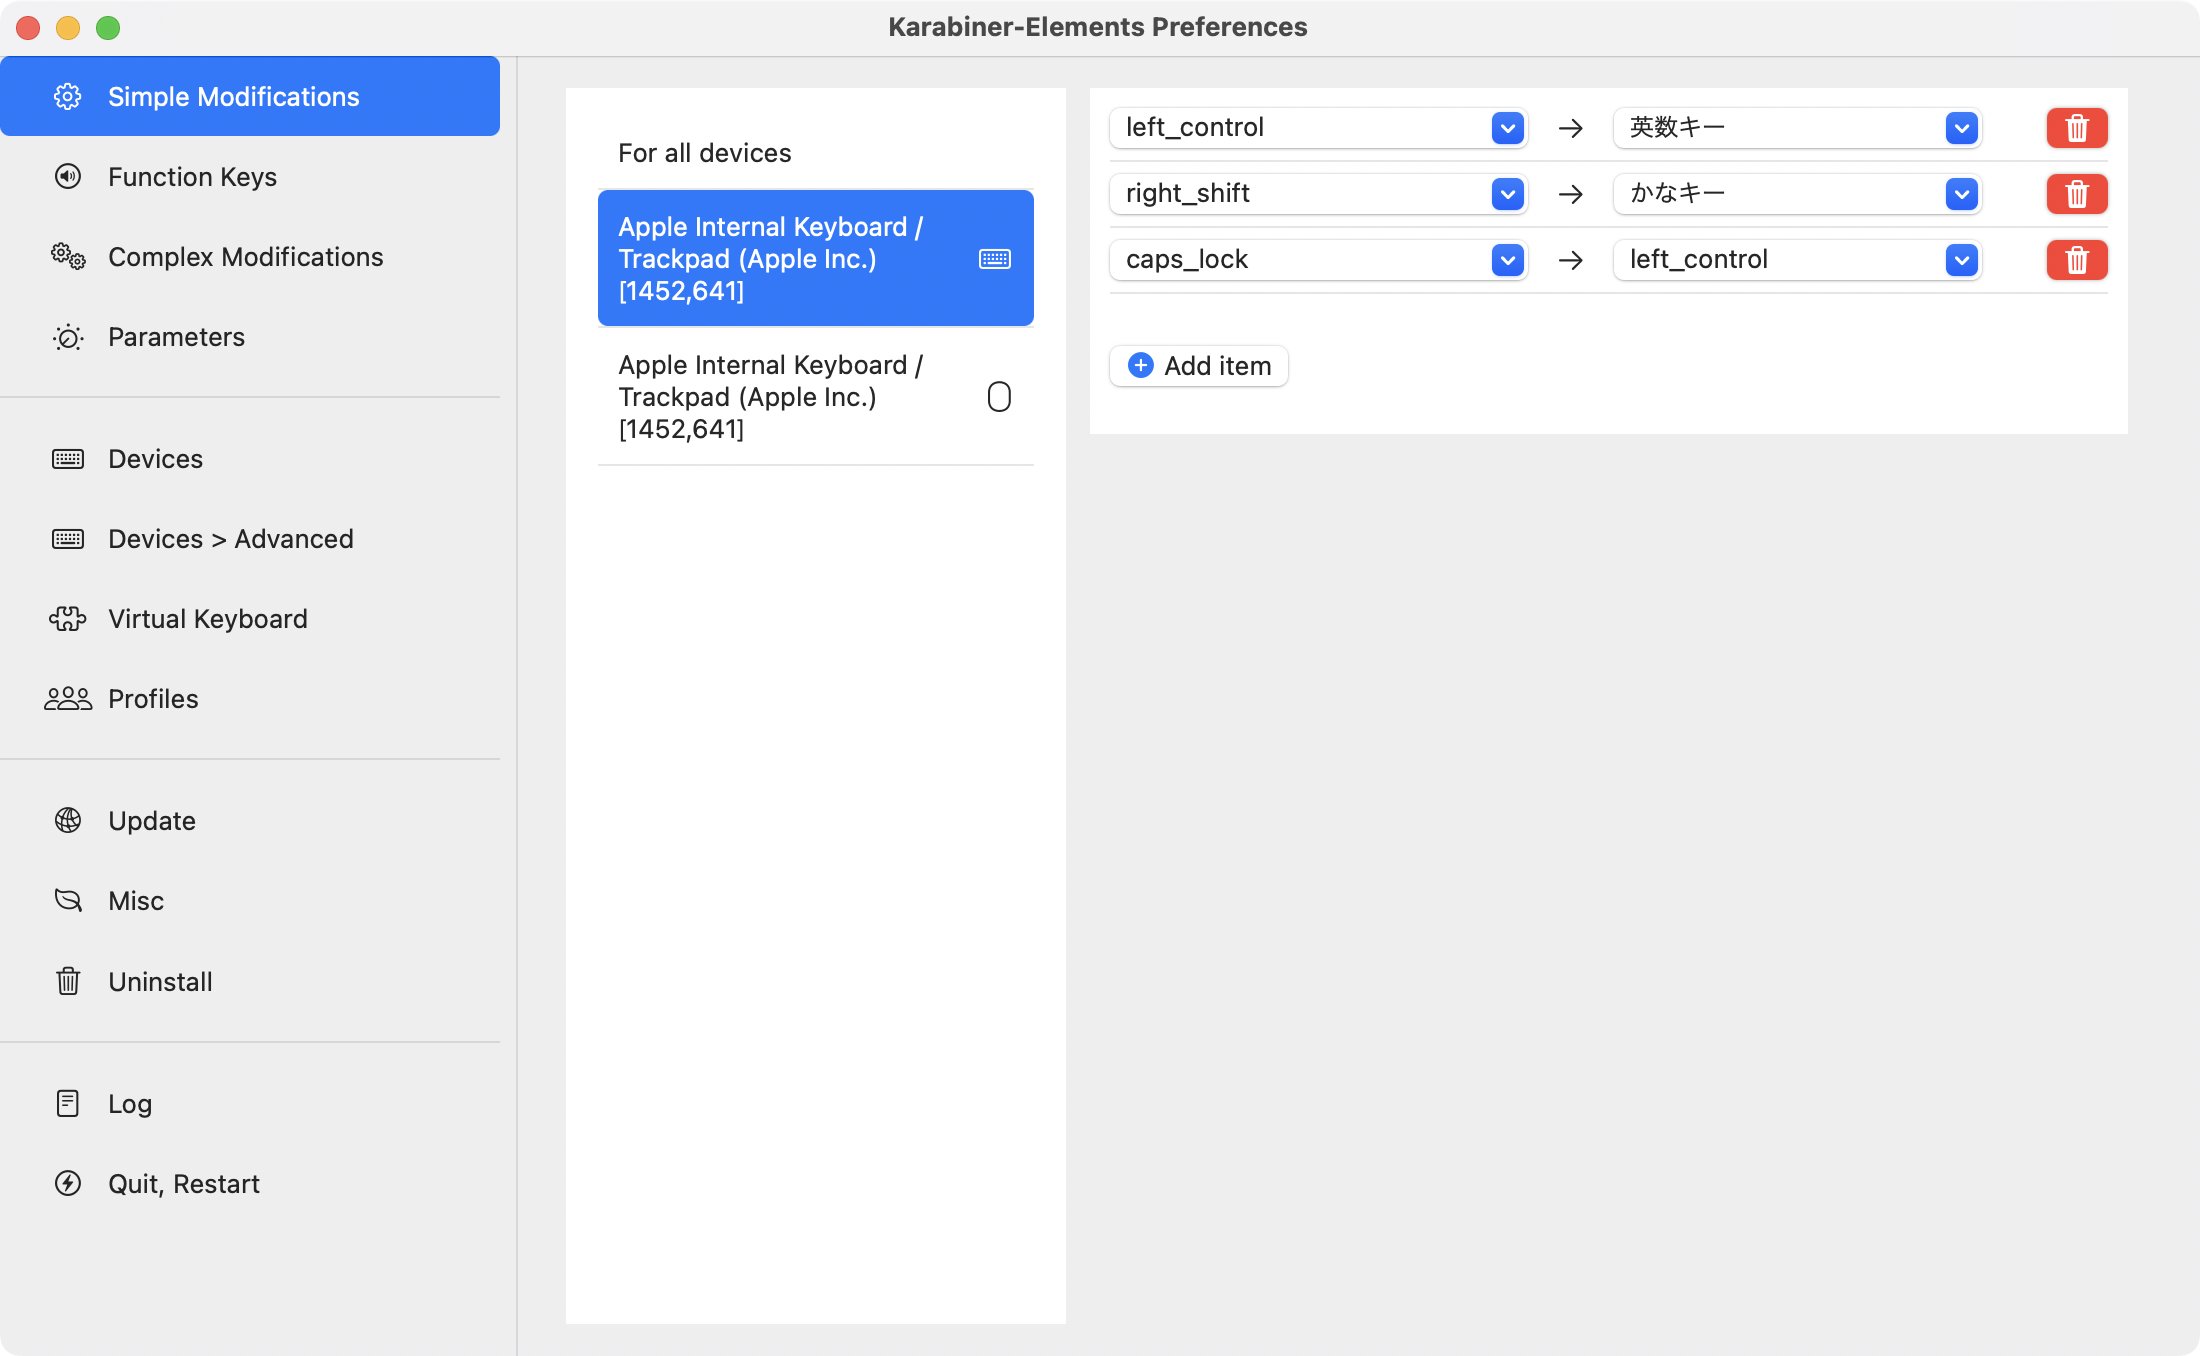 Karabiner-Elements Preferences
Simple Modifications
Function Keys
Complex Modifications
Parameters
Devices
Devices > Advanced
Virtual Keyboard
Profiles
Update
Misc
Uninstall
Log
Quit, Restart
For all devices
Apple Internal Keyboard /
Trackpad (Apple Inc.)
[1452,641]
Apple Internal Keyboard /
Trackpad (Apple Inc.)
[1452,641]
left_control → 英数キー
right_shift → かなキー
caps_lock → left_control
Add item